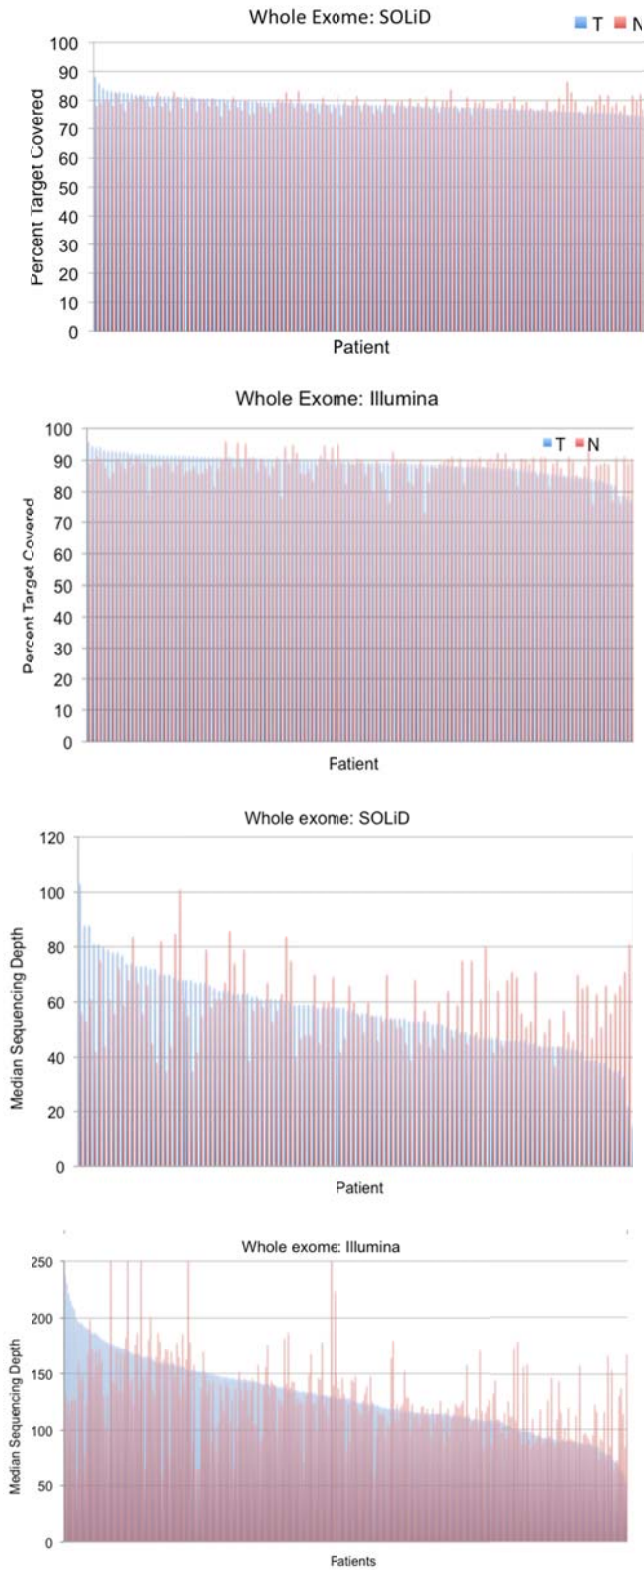 Whole Exome: SOLiD
T N
100
90
80
70
60
50
40
30
20
10
0
Percent Target Covered
Patient
Whole Exome: Illumina
T N
100
90
80
70
60
50
40
30
20
10
0
Percent Target Covered
Fatient
Whole exome: SOLiD
120
100
80
60
40
20
0
Median Sequencing Depth
Patient
Whole exome: Illumina
250
200
150
100
50
0
Median Sequencing Depth
Fatients